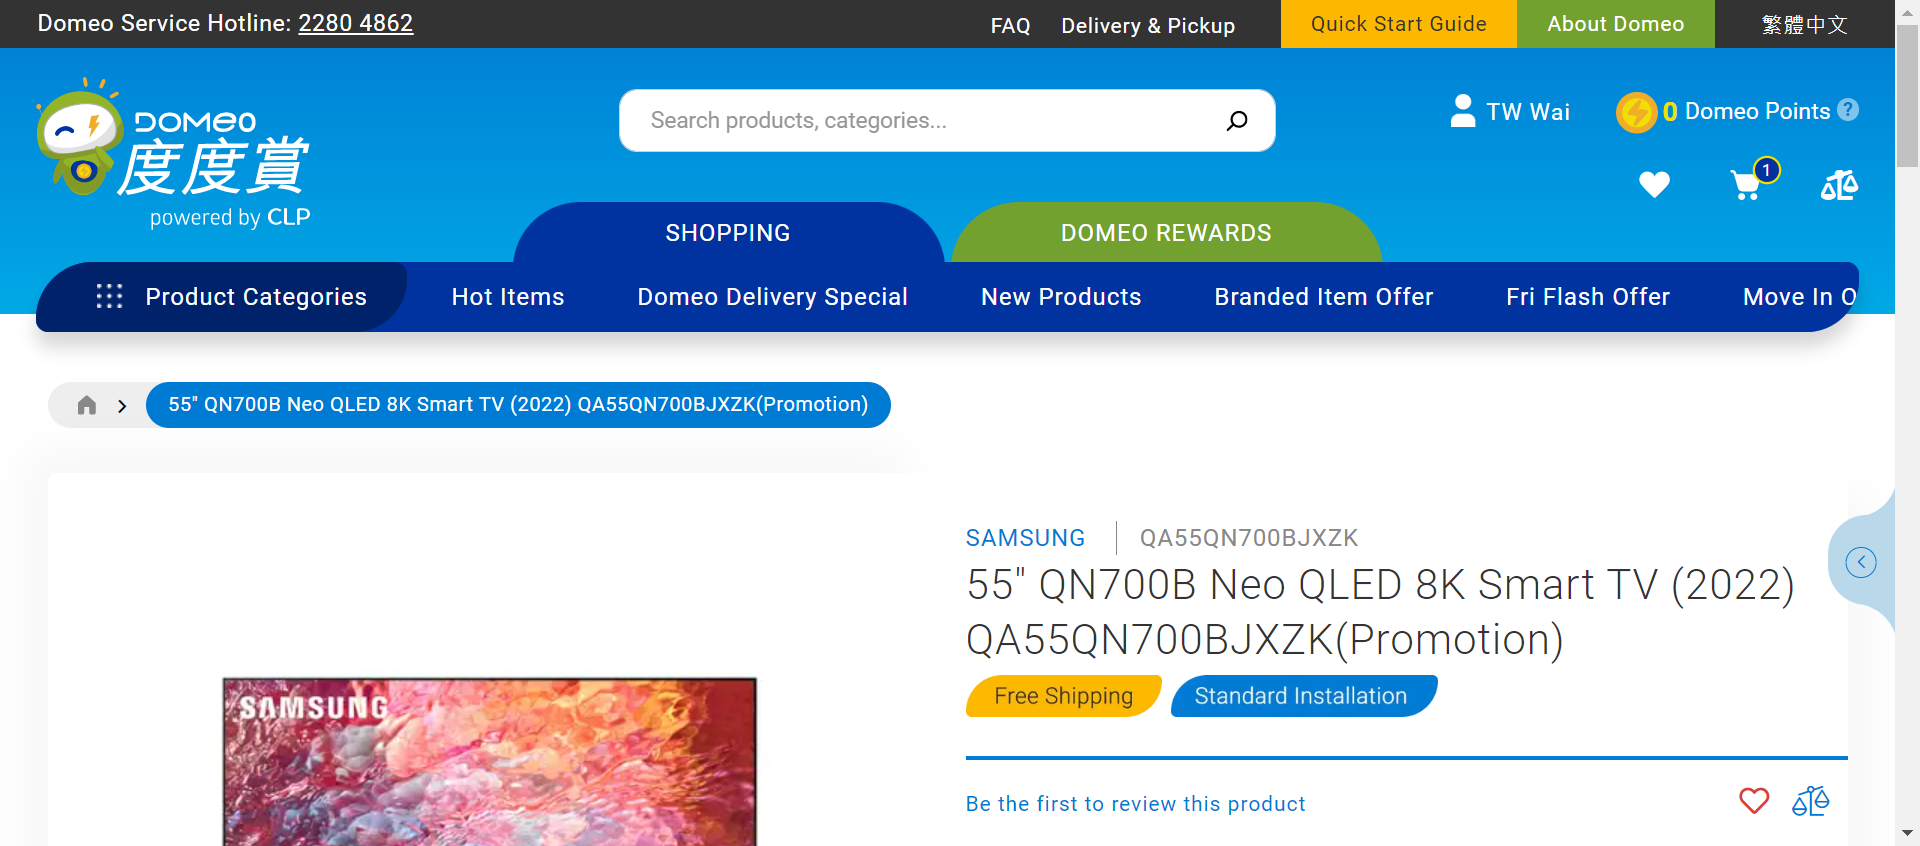 Domeo Service Hotline: 2280 4862
FAQ
Delivery & Pickup
Quick Start Guide
About Domeo
繁體中文
DOMEO
度度賞
powered by CLP
Search products, categories...
TW Wai
0 Domeo Points ?
1
SHOPPING
DOMEO REWARDS
Product Categories
Hot Items
Domeo Delivery Special
New Products
Branded Item Offer
Fri Flash Offer
Move In O
55" QN700B Neo QLED 8K Smart TV (2022) QA55QN700BJXZK(Promotion)
SAMSUNG
SAMSUNG
QA55QN700BJXZK
55" QN700B Neo QLED 8K Smart TV (2022)
QA55QN700BJXZK(Promotion)
Free Shipping
Standard Installation
Be the first to review this product